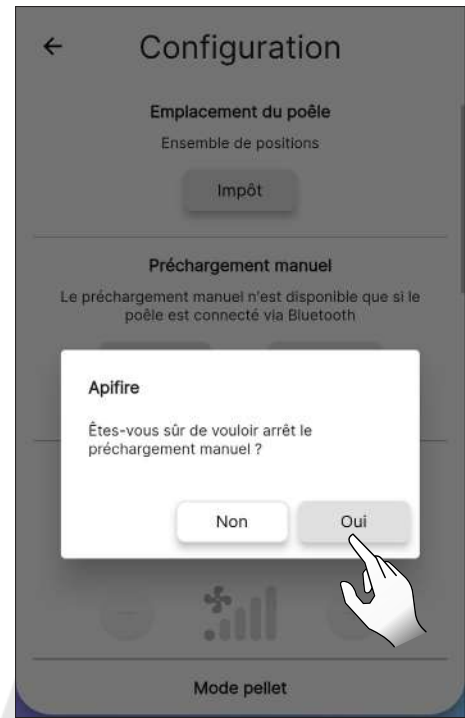 Configuration
Emplacement du poêle
Ensemble de positions
Impôt
Préchargement manuel
Le préchargement manuel n'est disponible que si le
poêle est connecté via Bluetooth
Apifire
Êtes-vous sûr de vouloir arrêt le
préchargement manuel ?
Non
Oui
Mode pellet